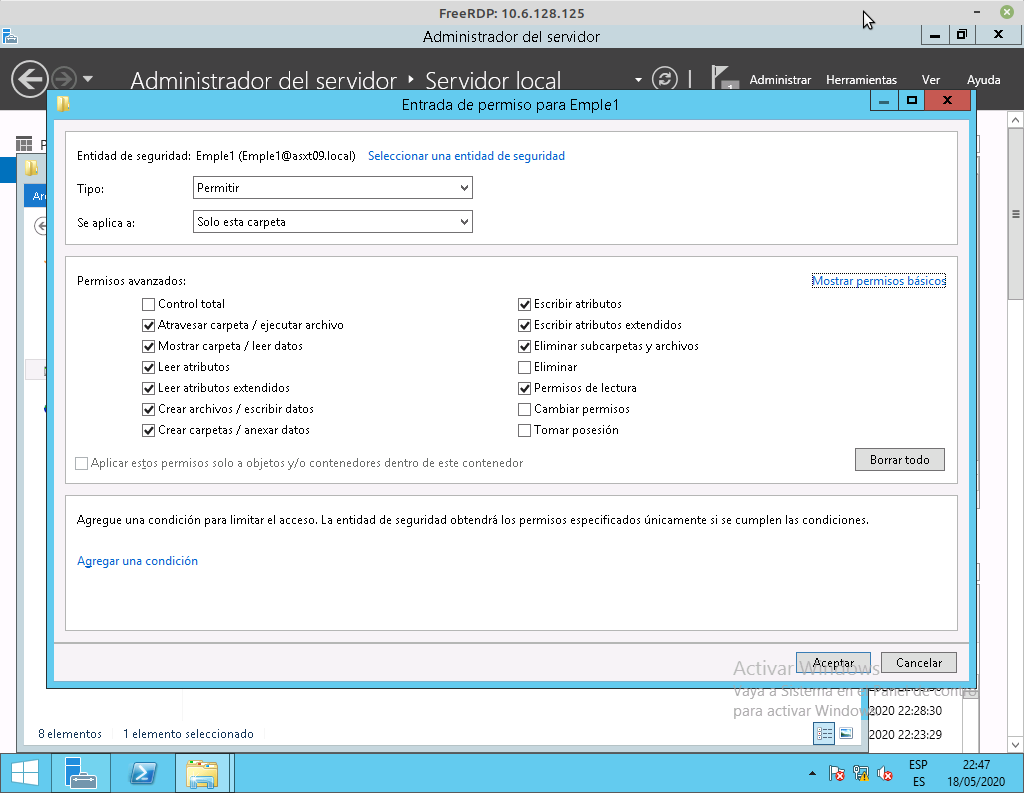 FreeRDP: 10.6.128.125
Administrador del servidor
Administrador del servidor ‣ Servidor local
1
Administrar
Herramientas
Ver
Ayuda
Entrada de permiso para Emple1
Entidad de seguridad: Emple1 (Emple1@asxt09.local) Seleccionar una entidad de seguridad
Tipo: Permitir
Se aplica a: Solo esta carpeta
Permisos avanzados:
Mostrar permisos básicos
Control total
Atravesar carpeta / ejecutar archivo
Mostrar carpeta / leer datos
Leer atributos
Leer atributos extendidos
Crear archivos / escribir datos
Crear carpetas / anexar datos
Escribir atributos
Escribir atributos extendidos
Eliminar subcarpetas y archivos
Eliminar
Permisos de lectura
Cambiar permisos
Tomar posesión
Aplicar estos permisos solo a objetos y/o contenedores dentro de este contenedor
Borrar todo
Agregue una condición para limitar el acceso. La entidad de seguridad obtendrá los permisos especificados únicamente si se cumplen las condiciones.
Agregar una condición
Aceptar
Cancelar
Activar Windows
Vaya a Sistema en el Panel de control
para activar Windows
2020 22:28:30
2020 22:23:29
8 elementos
1 elemento seleccionado
ESP
ES
22:47
18/05/2020